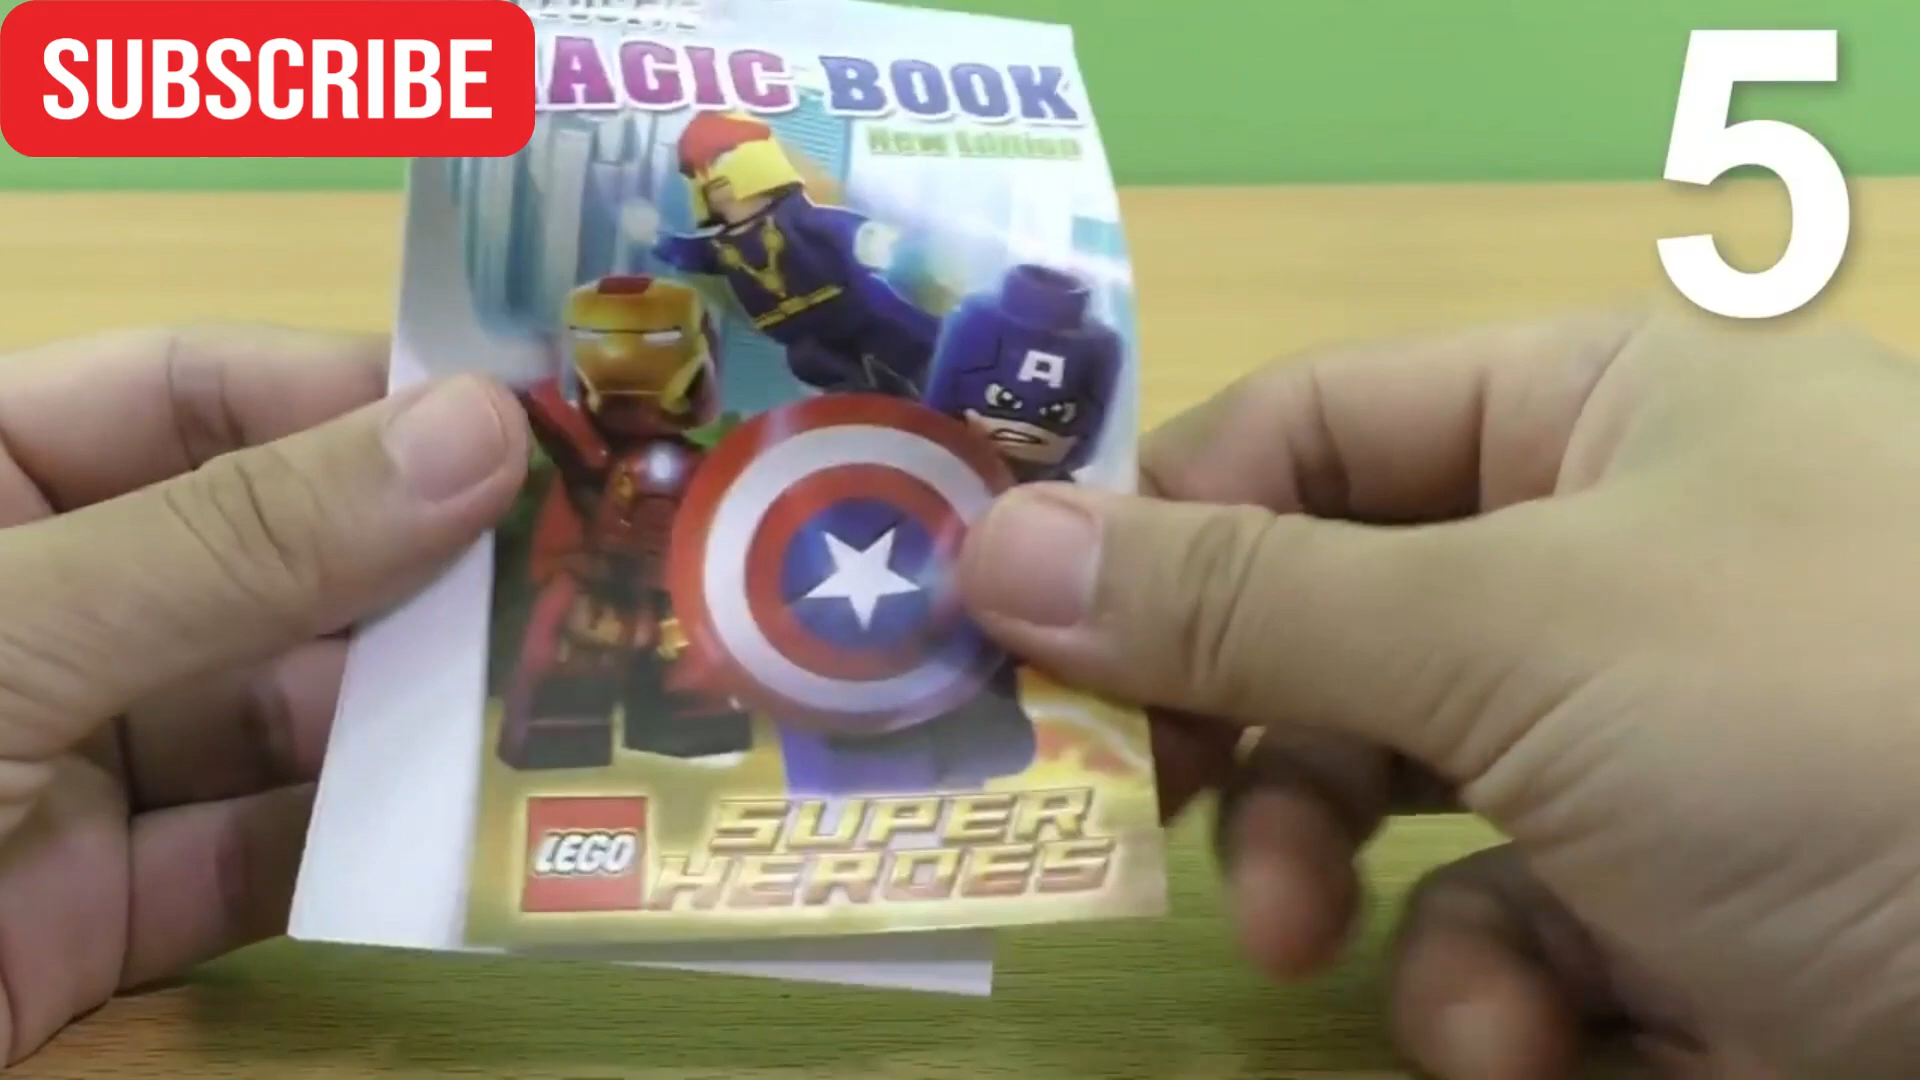 SUBSCRIBE
5
AGIC BOOK
New Edition
A
LEGO
SUPER
HEROES